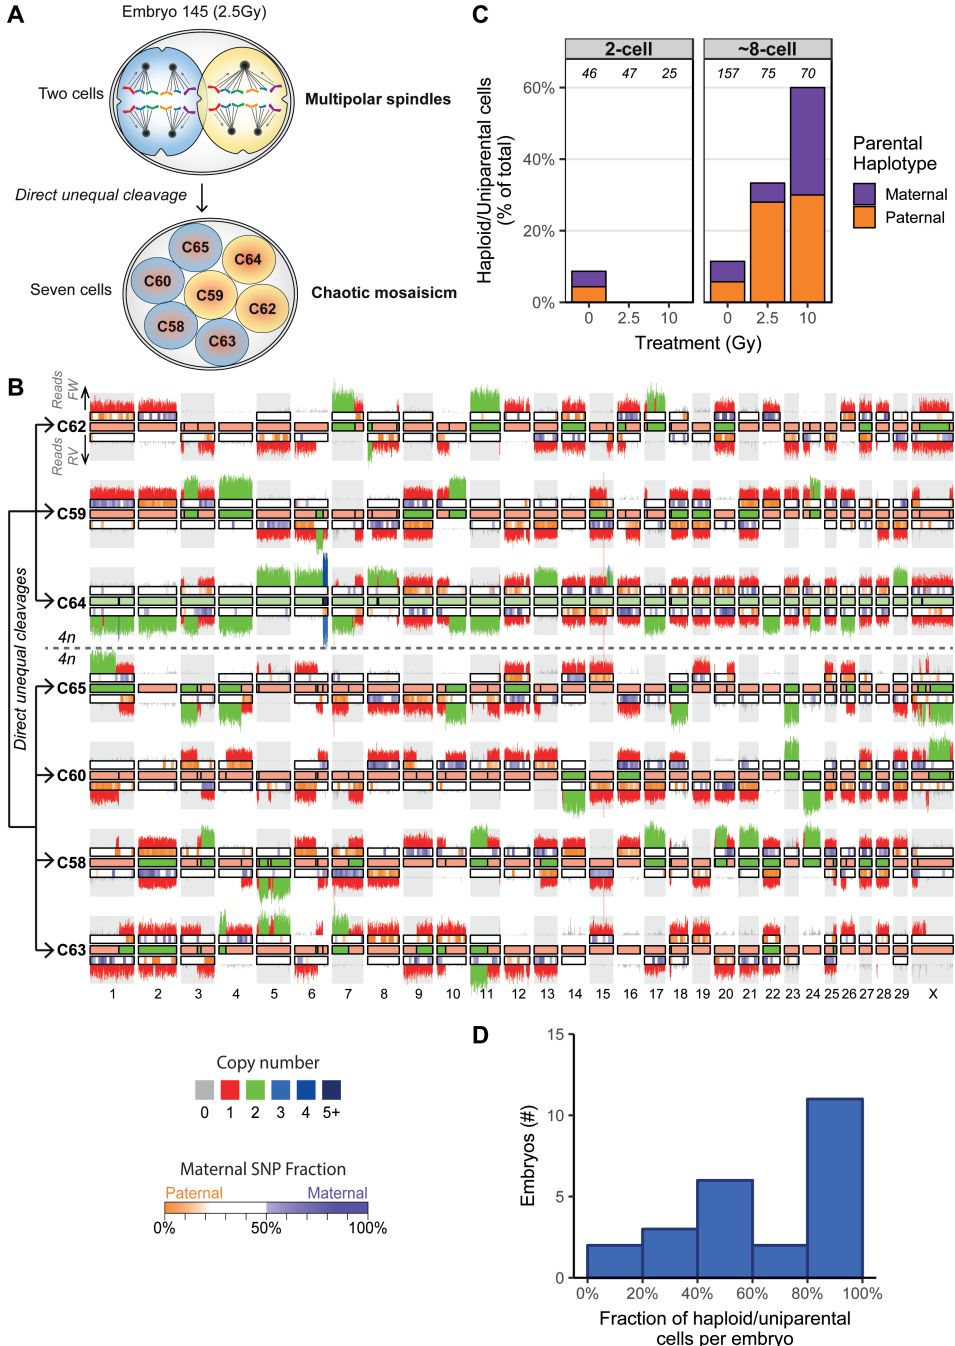 A
Embryo 145 (2.5Gy)
Two cells
Multipolar spindles
Direct unequal cleavage
C65
C64
C60
C59
C62
C58
C63
Seven cells
Chaotic mosaisicm
C
2-cell
~8-cell
46 47 25
157 75 70
60%
40%
20%
0%
Haploid/Uniparental cells
(% of total)
0 2.5 10
0 2.5 10
Treatment (Gy)
Parental
Haplotype
Maternal
Paternal
B
Reads
FW
Reads
RV
C62
C59
C64
4n
4n
C65
C60
C58
C63
Direct unequal cleavages
1 2 3 4 5 6 7 8 9 10 11 12 13 14 15 16 17 18 19 20 21 22 23 24 25 26 27 28 29 X
Copy number
0 1 2 3 4 5+
Maternal SNP Fraction
Paternal Maternal
0% 50% 100%
D
15
10
5
0
Embryos (#)
0% 20% 40% 60% 80% 100%
Fraction of haploid/uniparental
cells per embryo